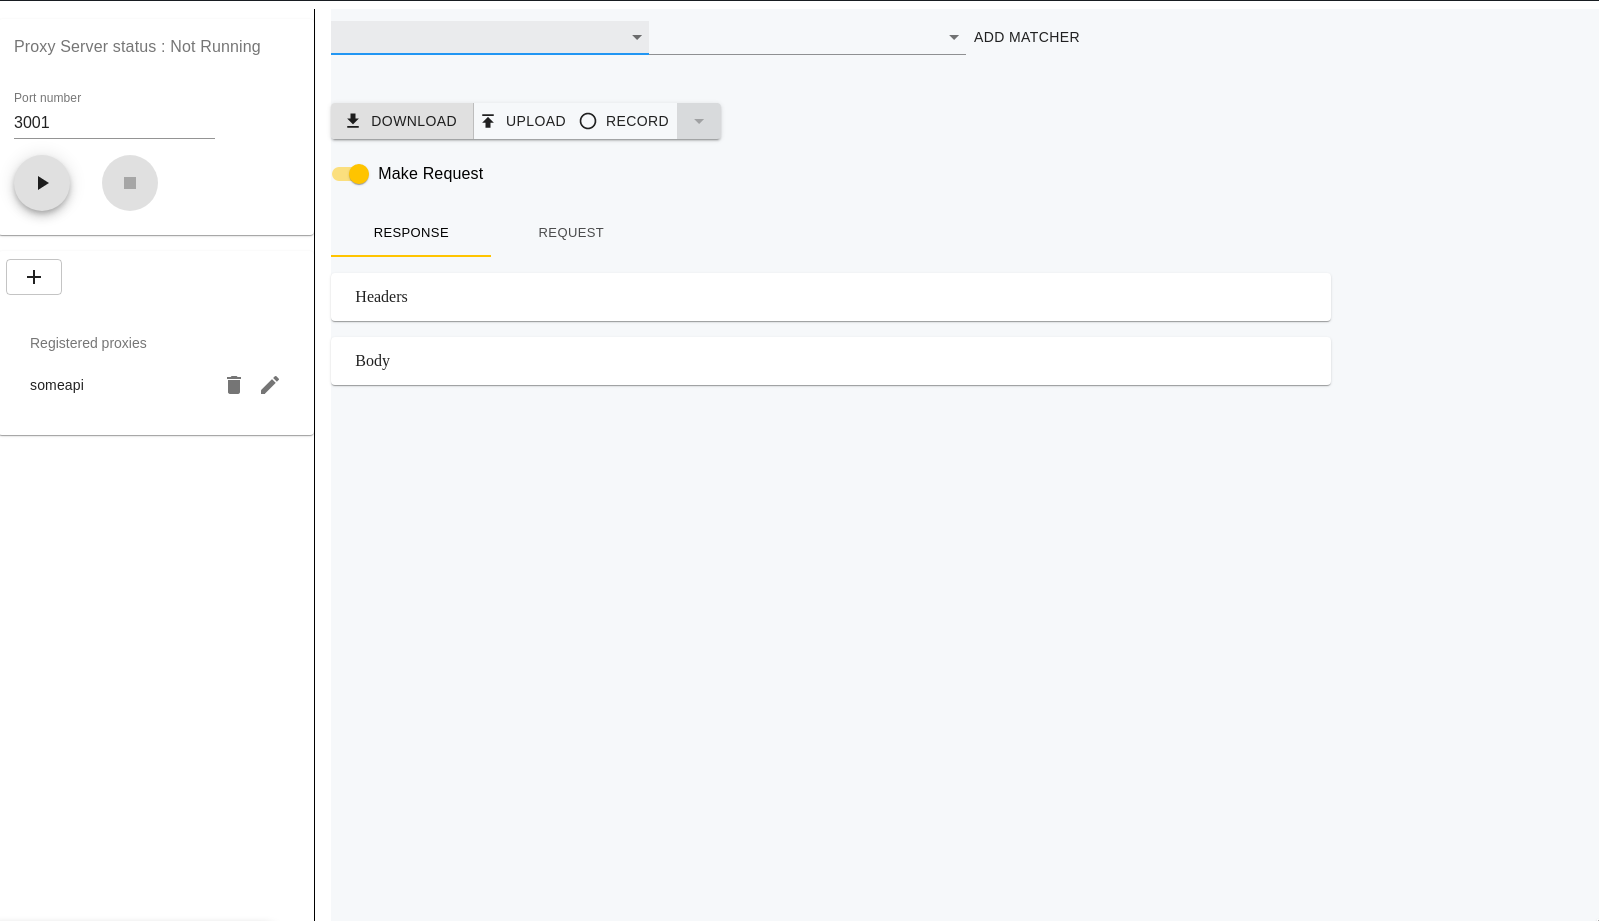 Proxy Server status : Not Running
Port number
3001
Registered proxies
someapi
ADD MATCHER
DOWNLOAD UPLOAD RECORD
Make Request
RESPONSE REQUEST
Headers
Body